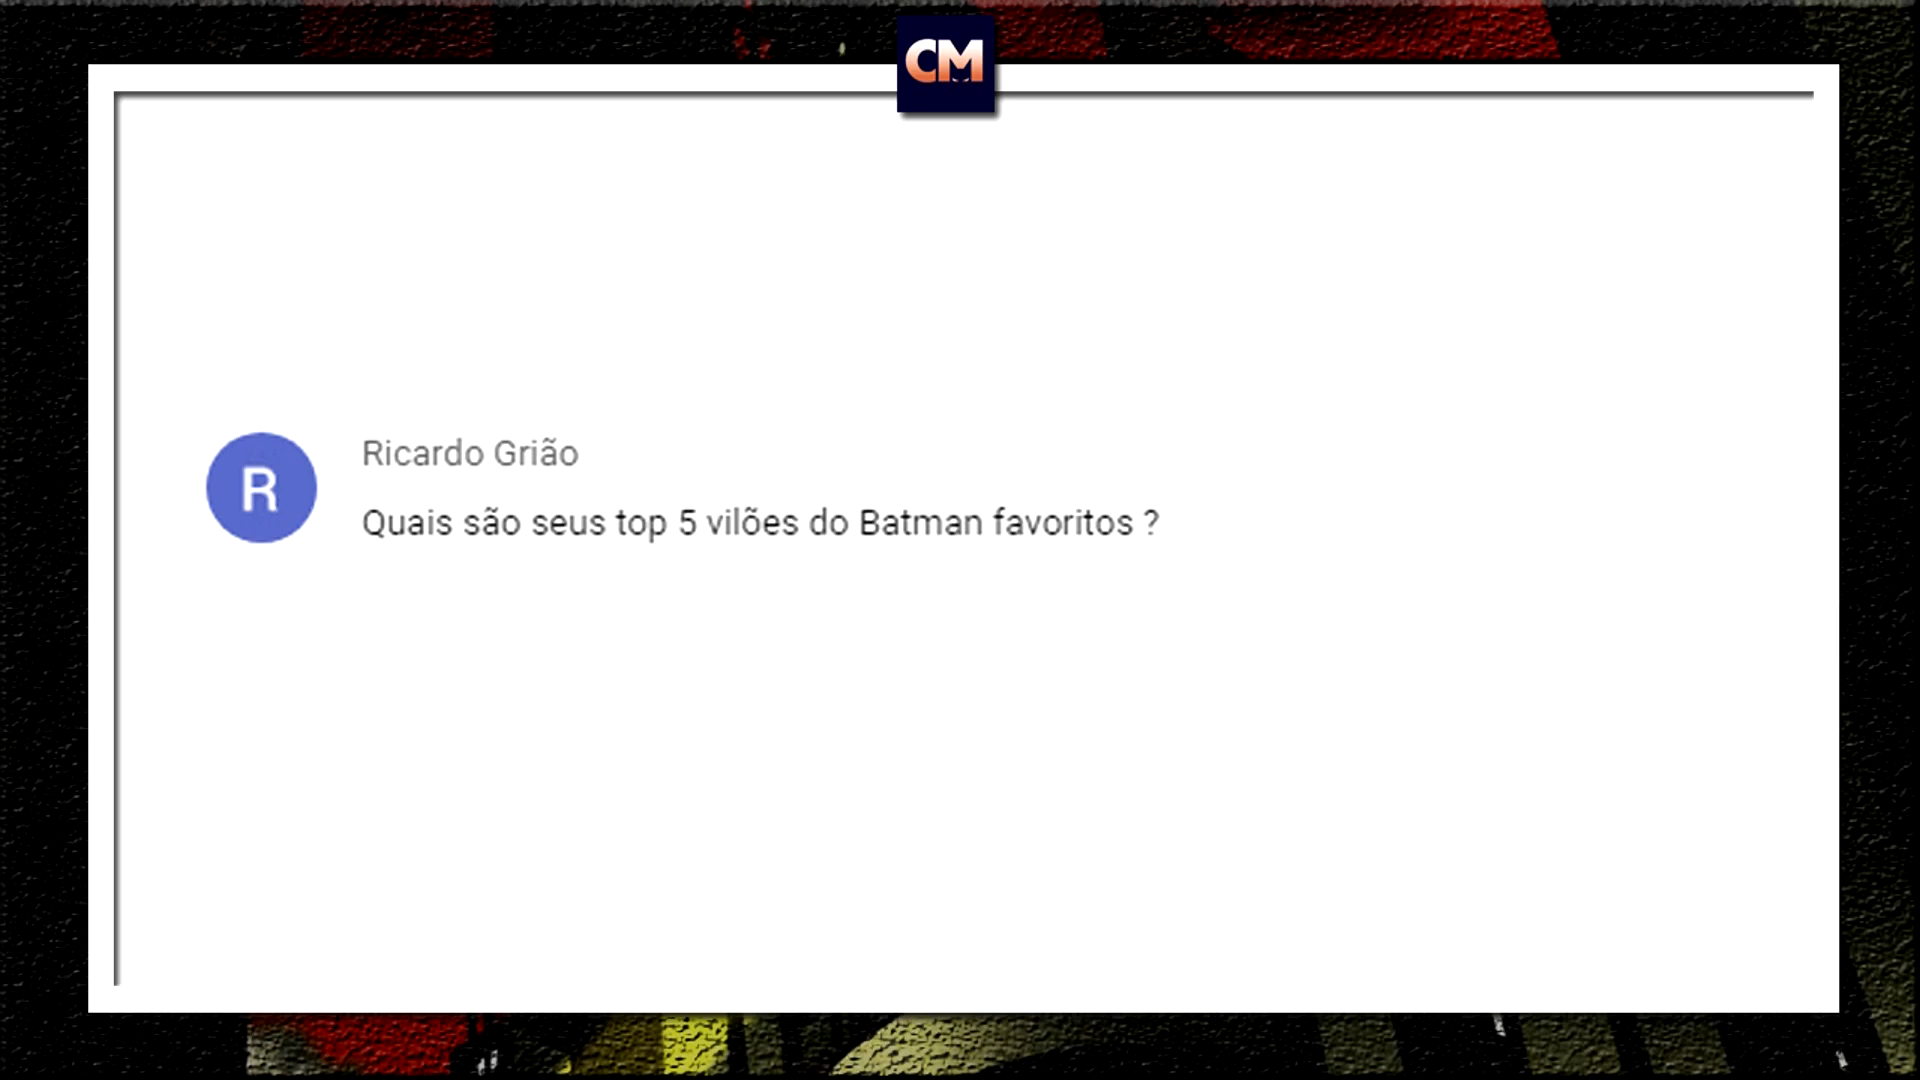 CM
R
Ricardo Grião
Quais são seus top 5 vilões do Batman favoritos ?